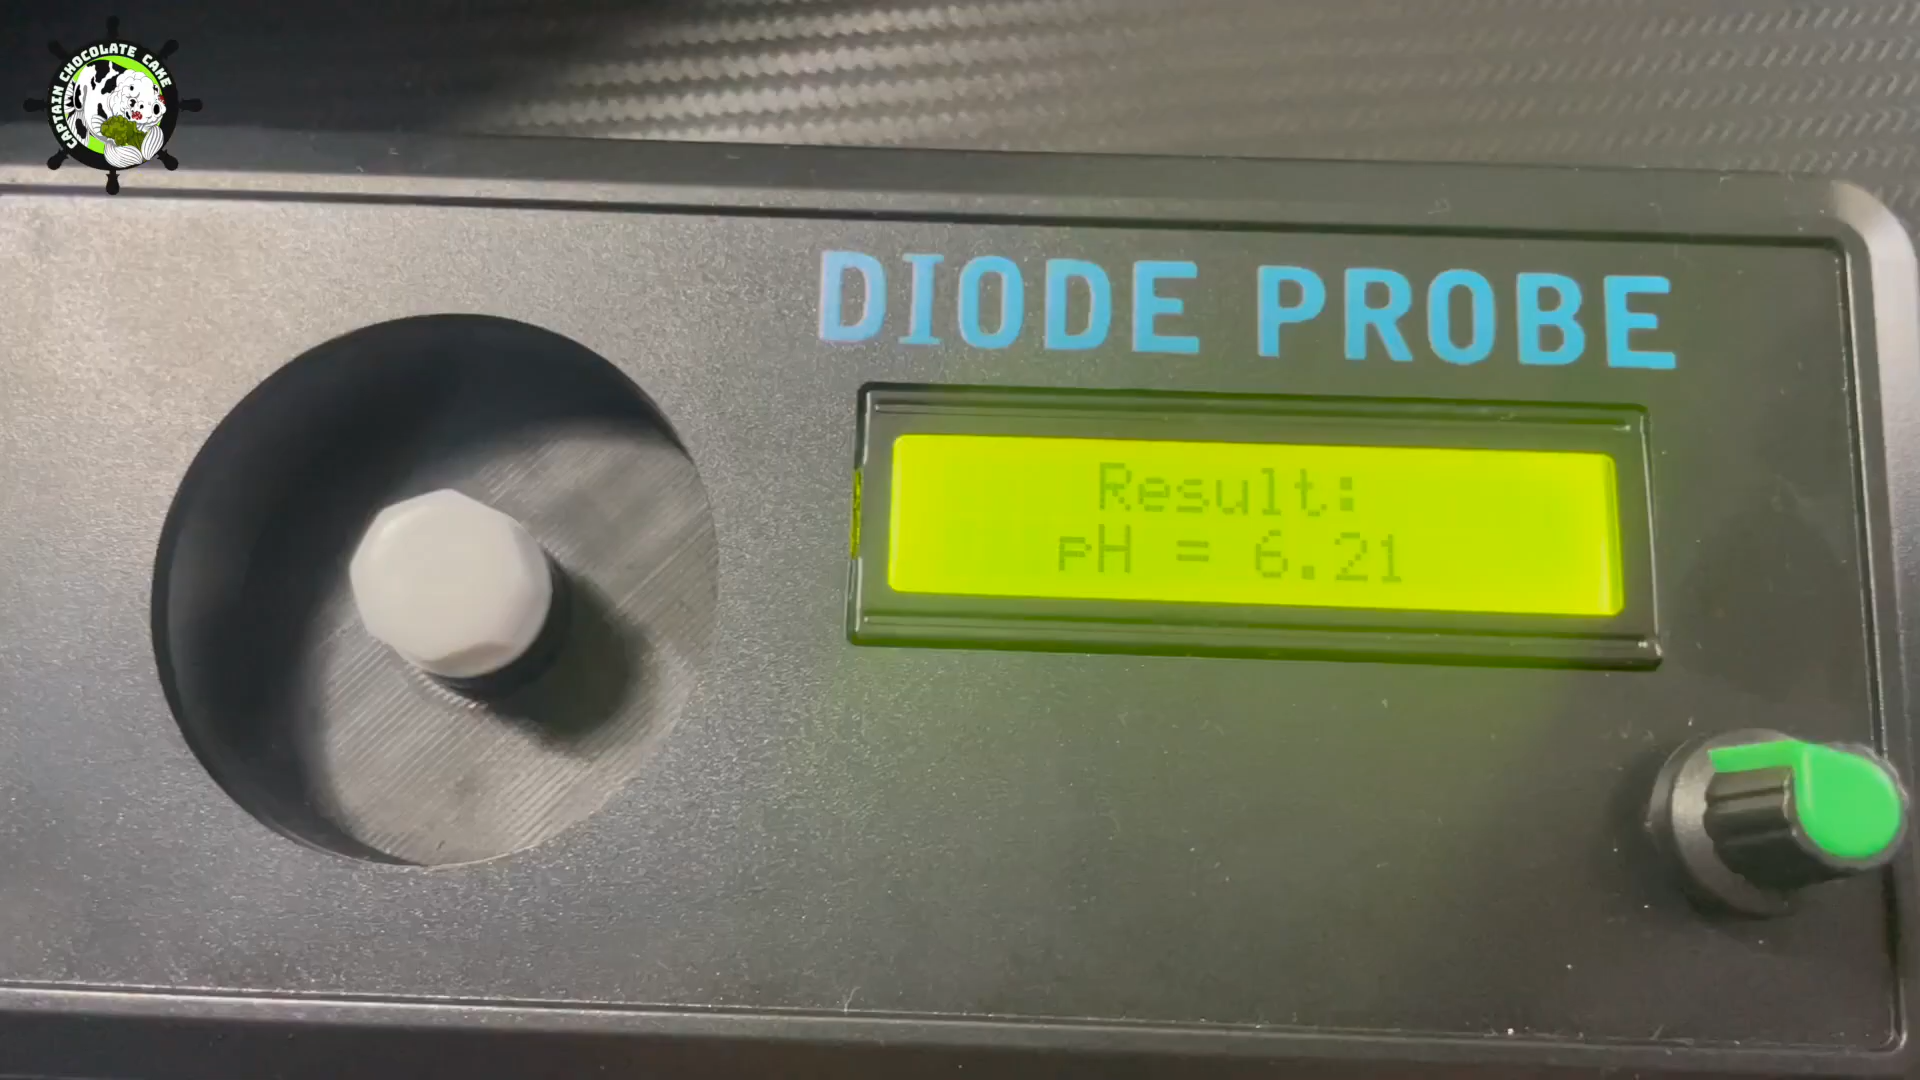 CAPTAIN CHOCOLATE CAKE
DIODE PROBE
Result:
pH = 6.21